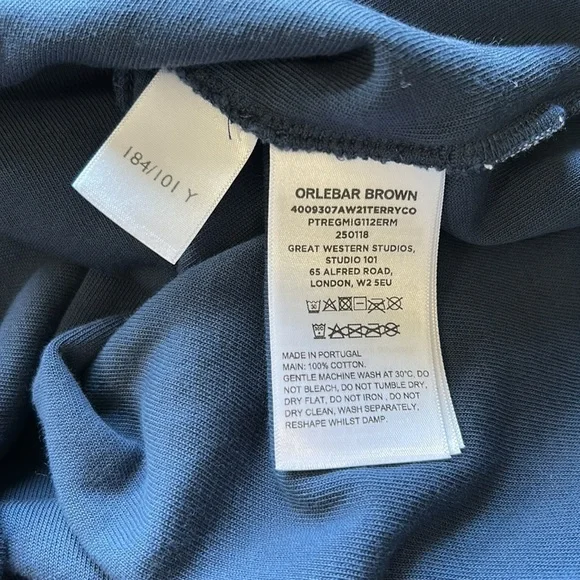 184/101 Y
ORLEBAR BROWN
4009307AW21TERRYCO
PTREGMIG112ERM
250118
GREAT WESTERN STUDIOS,
STUDIO 101
65 ALFRED ROAD,
LONDON, W2 5EU
MADE IN PORTUGAL
MAIN: 100% COTTON.
GENTLE MACHINE WASH AT 30°C, DO
NOT BLEACH, DO NOT TUMBLE DRY,
DRY FLAT, DO NOT IRON , DO NOT
DRY CLEAN, WASH SEPARATELY,
RESHAPE WHILST DAMP.